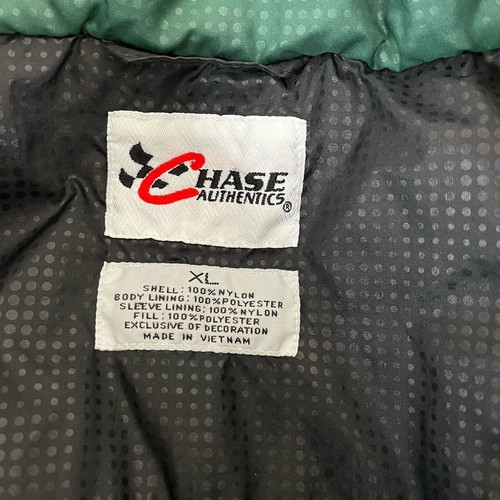 CHASE
AUTHENTICS®
XL
SHELL: 100% NYLON
BODY LINING: 100% POLYESTER
SLEEVE LINING: 100% NYLON
FILL: 100% POLYESTER
EXCLUSIVE OF DECORATION
MADE IN VIETNAM